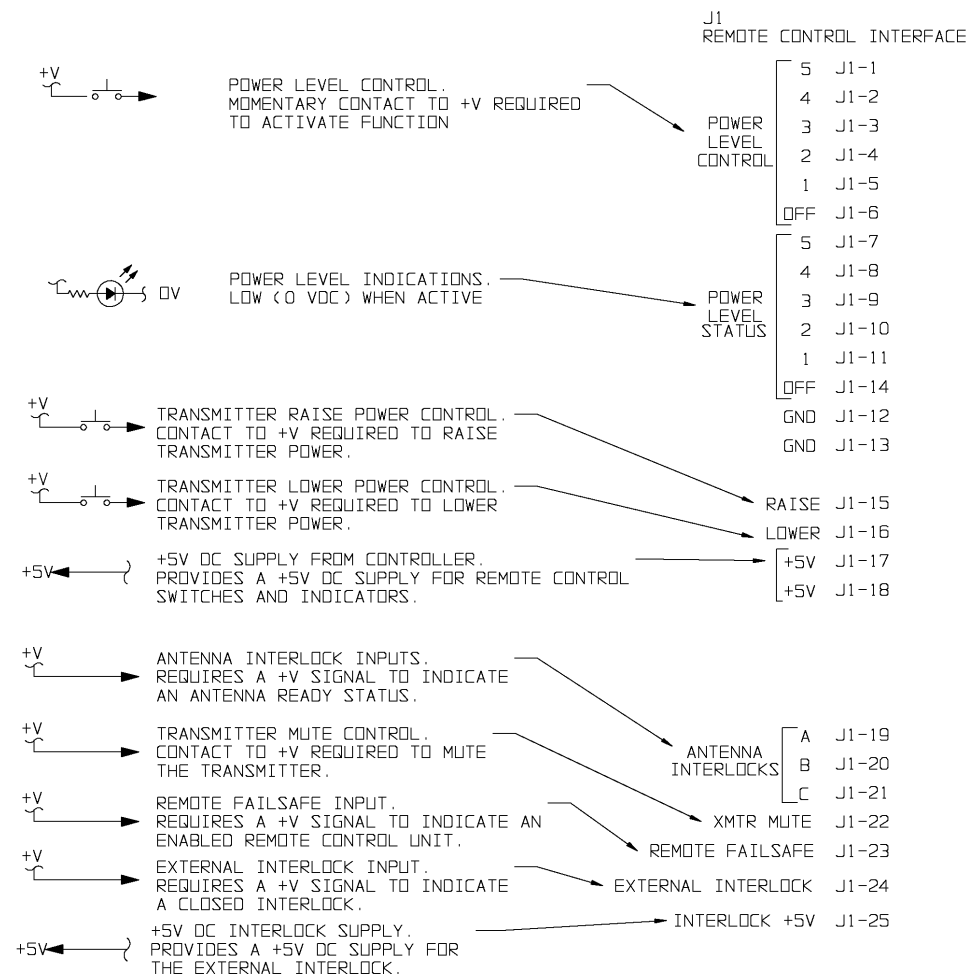 J1
REMOTE CONTROL INTERFACE
+V
POWER LEVEL CONTROL.
MOMENTARY CONTACT TO +V REQUIRED
TO ACTIVATE FUNCTION
POWER
LEVEL
CONTROL
5 J1-1
4 J1-2
3 J1-3
2 J1-4
1 J1-5
OFF J1-6
0V
POWER LEVEL INDICATIONS.
LOW (0 VDC) WHEN ACTIVE
POWER
LEVEL
STATUS
5 J1-7
4 J1-8
3 J1-9
2 J1-10
1 J1-11
OFF J1-14
GND J1-12
GND J1-13
+V
TRANSMITTER RAISE POWER CONTROL.
CONTACT TO +V REQUIRED TO RAISE
TRANSMITTER POWER.
RAISE J1-15
+V
TRANSMITTER LOWER POWER CONTROL.
CONTACT TO +V REQUIRED TO LOWER
TRANSMITTER POWER.
LOWER J1-16
+5V
+5V DC SUPPLY FROM CONTROLLER.
PROVIDES A +5V DC SUPPLY FOR REMOTE CONTROL
SWITCHES AND INDICATORS.
+5V J1-17
+5V J1-18
+V
ANTENNA INTERLOCK INPUTS.
REQUIRES A +V SIGNAL TO INDICATE
AN ANTENNA READY STATUS.
ANTENNA
INTERLOCKS
A J1-19
B J1-20
C J1-21
+V
TRANSMITTER MUTE CONTROL.
CONTACT TO +V REQUIRED TO MUTE
THE TRANSMITTER.
XMTR MUTE J1-22
+V
REMOTE FAILSAFE INPUT.
REQUIRES A +V SIGNAL TO INDICATE AN
ENABLED REMOTE CONTROL UNIT.
REMOTE FAILSAFE J1-23
+V
EXTERNAL INTERLOCK INPUT.
REQUIRES A +V SIGNAL TO INDICATE
A CLOSED INTERLOCK.
EXTERNAL INTERLOCK J1-24
+5V
+5V DC INTERLOCK SUPPLY.
PROVIDES A +5V DC SUPPLY FOR
THE EXTERNAL INTERLOCK.
INTERLOCK +5V J1-25